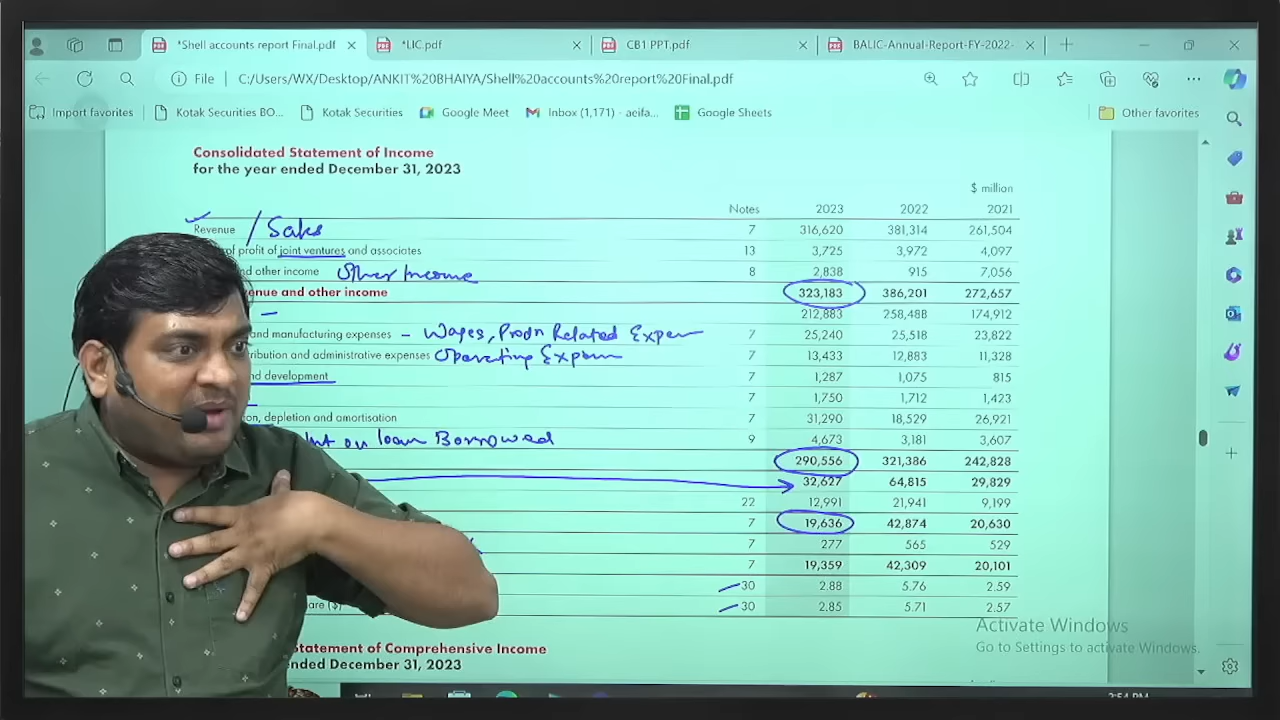 *Shell accounts report Final.pdf
*LIC.pdf
CB1 PPT.pdf
BALIC-Annual-Report-FY-2022-
File C:/Users/WX/Desktop/ANKIT%20BHAIYA/Shell%20accounts%20report%20Final.pdf
Import favorites Kotak Securities BO... Kotak Securities Google Meet Inbox (1,171) - aeifa... Google Sheets Other favorites
Consolidated Statement of Income
for the year ended December 31, 2023
$ million
Notes 2023 2022 2021
Revenue / Sales 7 316,620 381,314 261,504
of profit of joint ventures and associates 13 3,725 3,972 4,097
and other income Other Income 8 2,838 915 7,056
and other income 323,183 386,201 272,657
212,883 258,488 174,912
and manufacturing expenses - Wages, Prodn Related Expen 7 25,240 25,518 23,822
and administrative expenses Operating Expen 7 13,433 12,883 11,328
development 7 1,287 1,075 815
7 1,750 1,712 1,423
, depletion and amortisation 7 31,290 18,529 26,921
Int on loan Borrowed 9 4,673 3,181 3,607
290,556 321,386 242,828
32,627 64,815 29,829
22 12,991 21,941 9,199
7 19,636 42,874 20,630
7 277 565 529
7 19,359 42,309 20,101
30 2.88 5.76 2.59
($) 30 2.85 5.71 2.57
Activate Windows
Go to Settings to activate Windows.
Statement of Comprehensive Income
December 31, 2023